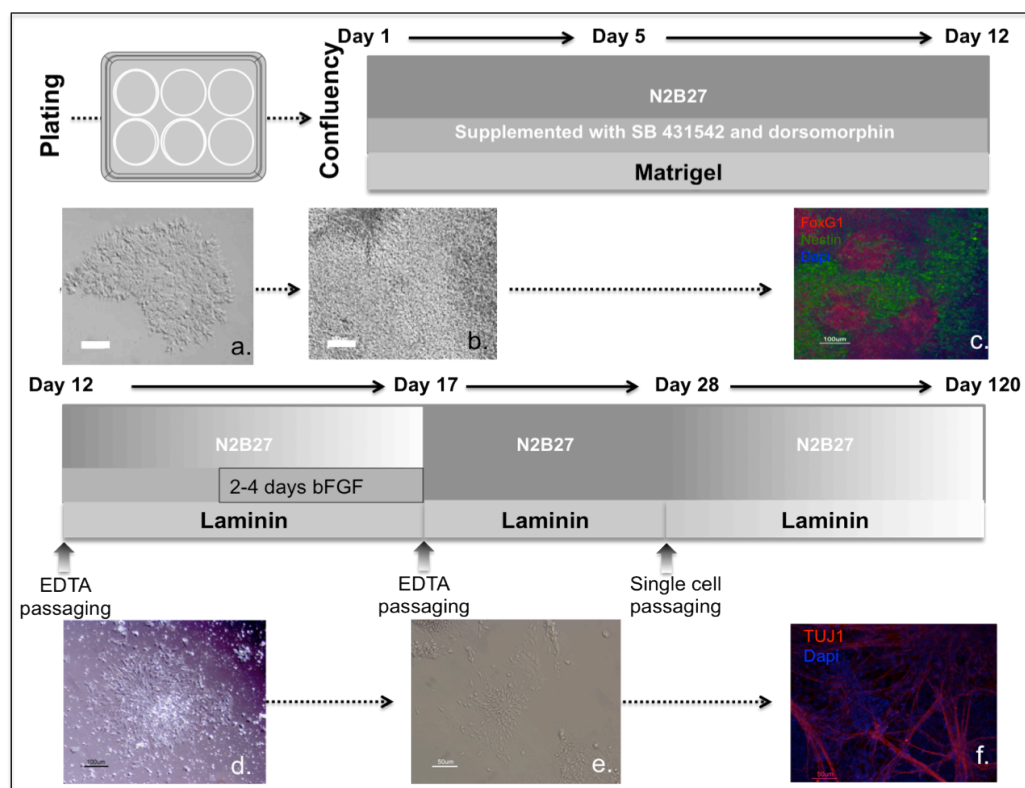 Day 1
Day 5
Day 12
Plating
Confluency
N2B27
Supplemented with SB 431542 and dorsomorphin
Matrigel
a.
b.
FoxG1
Nestin
Dapi
100um
c.
Day 12
Day 17
Day 28
Day 120
N2B27
N2B27
N2B27
2-4 days bFGF
Laminin
Laminin
Laminin
EDTA
passaging
EDTA
passaging
Single cell
passaging
100um
d.
50um
e.
TUJ1
Dapi
50um
f.